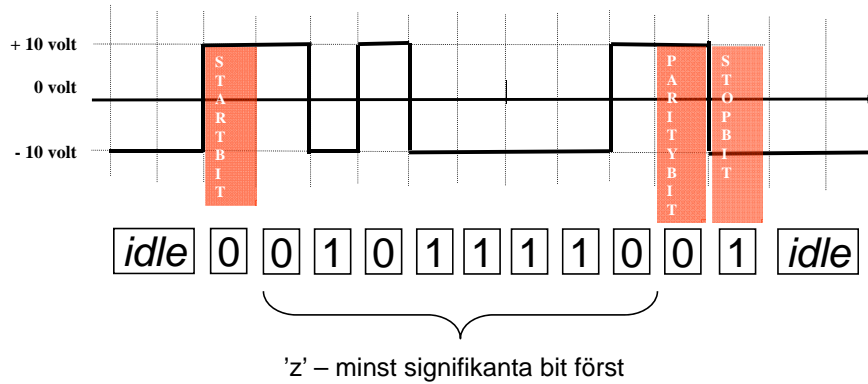 + 10 volt
0 volt
- 10 volt
STARTBIT
PARITYBIT
STOPBIT
idle 0 0 1 0 1 1 1 1 0 0 1 idle
'z' – minst signifikanta bit först